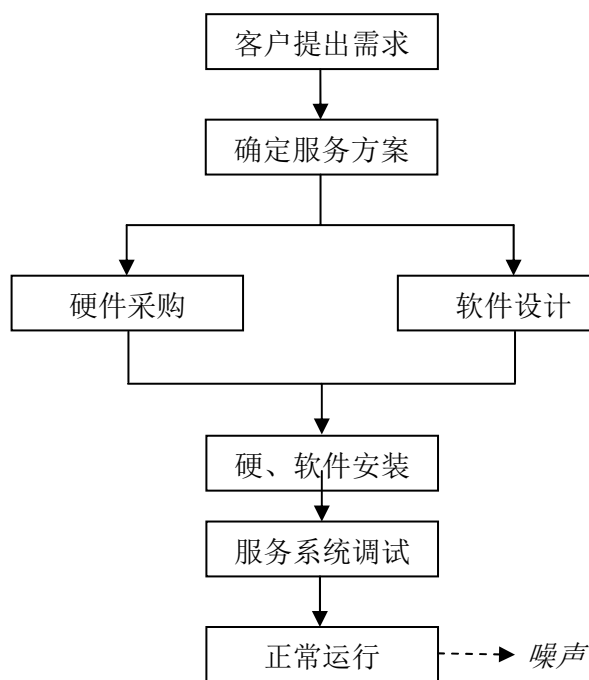 客户提出需求
确定服务方案
硬件采购
软件设计
硬、软件安装
服务系统调试
正常运行
噪声